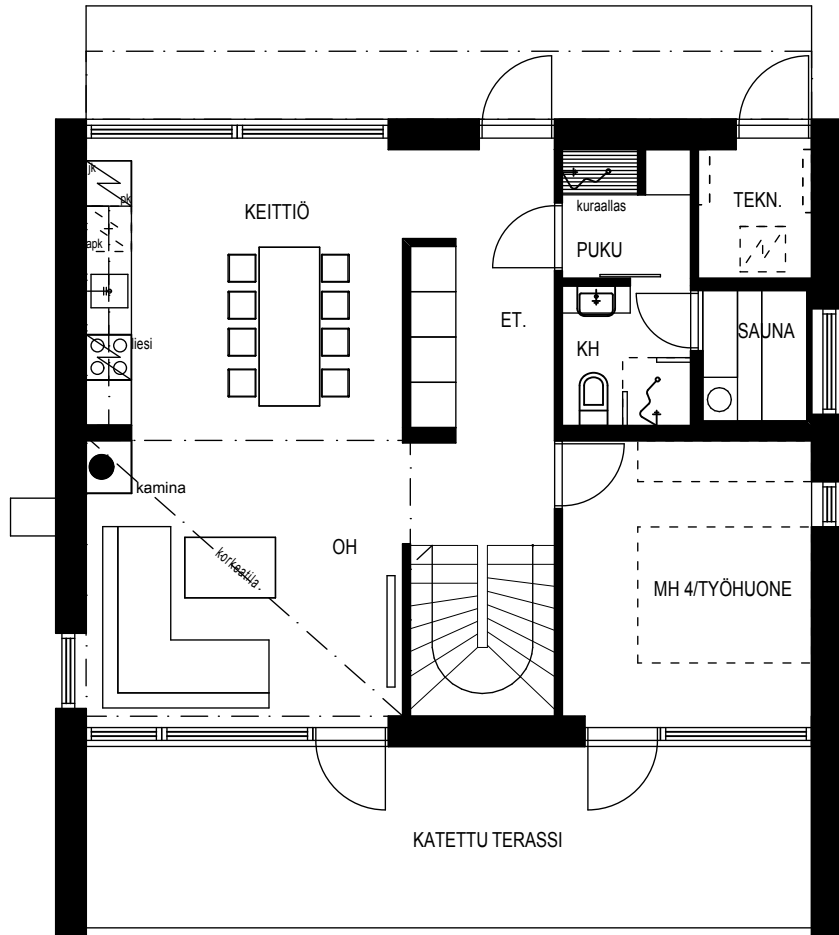 jk
pk
KEITTIÖ
kuraallas
TEKN.
apk
PUKU
ET.
liesi
KH
SAUNA
kamina
OH
korkeatila
MH 4/TYÖHUONE
KATETTU TERASSI